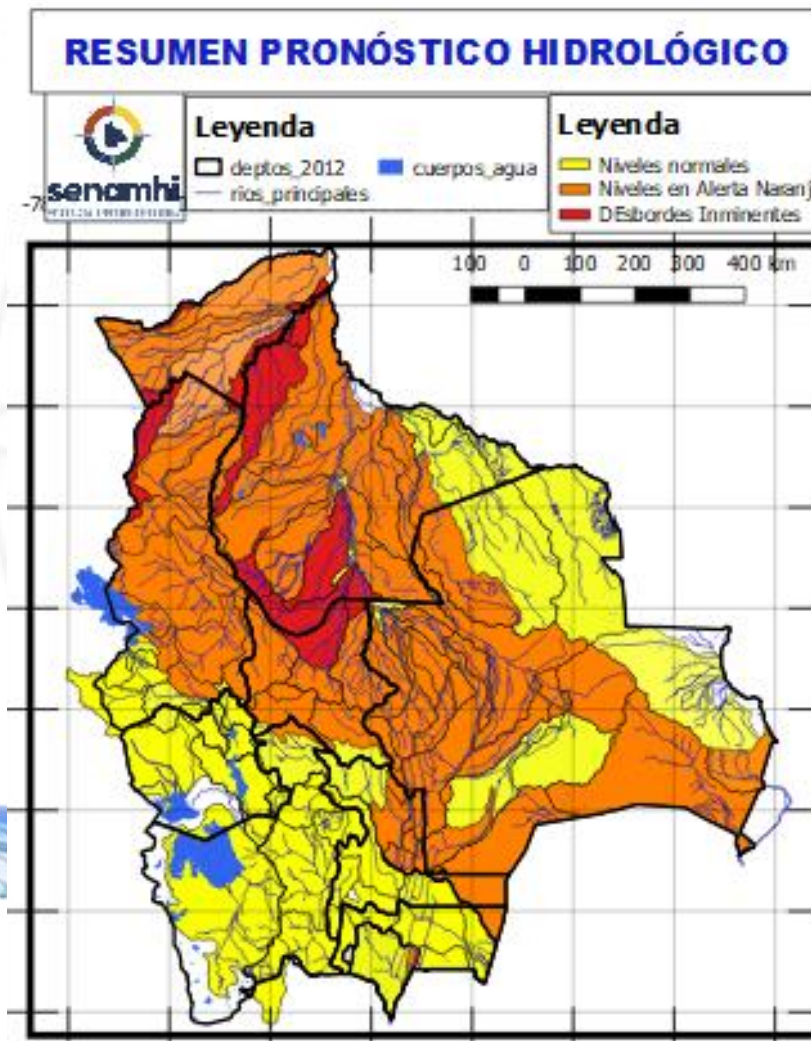 RESUMEN PRONÓSTICO HIDROLÓGICO
senamhi
Leyenda
deptos_2012
cuerpos_agua
rios_principales
Leyenda
Niveles normales
Niveles en Alerta Naranj
DEsbordes Inminentes
100 0 100 200 300 400 km